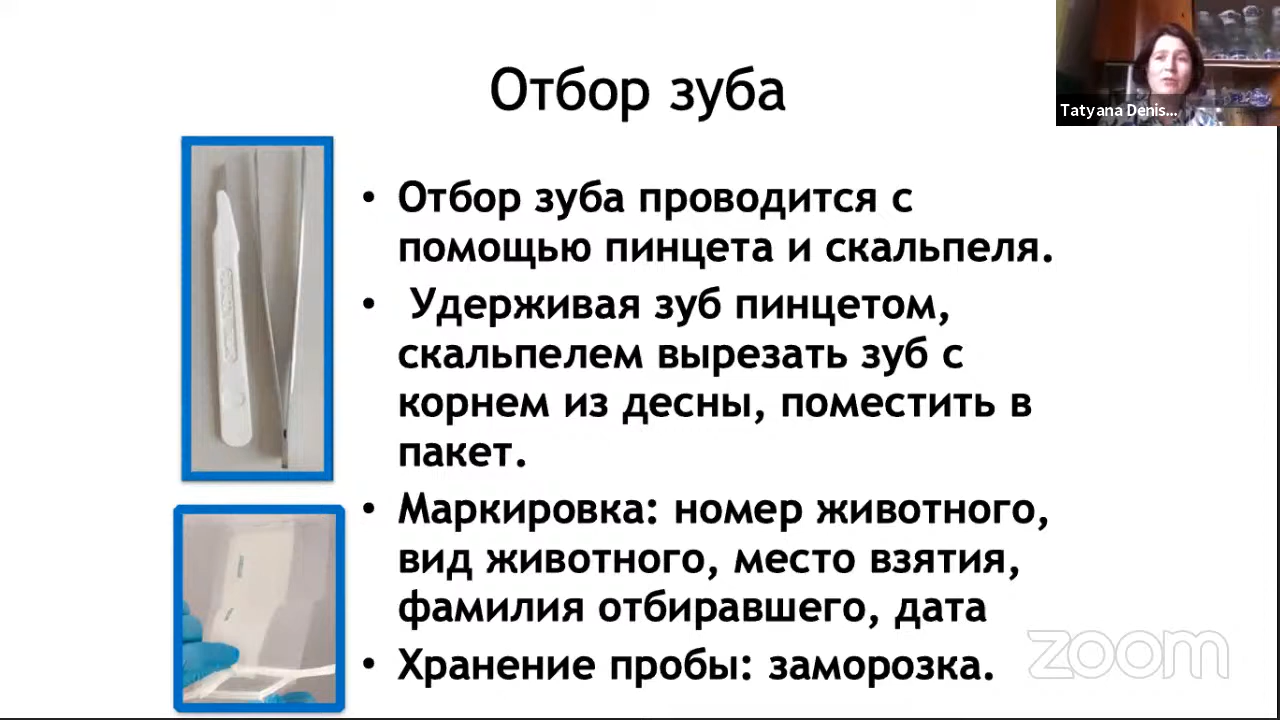 Отбор зуба
Tatyana Denis...
• Отбор зуба проводится с
помощью пинцета и скальпеля.
• Удерживая зуб пинцетом,
скальпелем вырезать зуб с
корнем из десны, поместить в
пакет.
• Маркировка: номер животного,
вид животного, место взятия,
фамилия отбиравшего, дата
• Хранение пробы: заморозка.
zoom